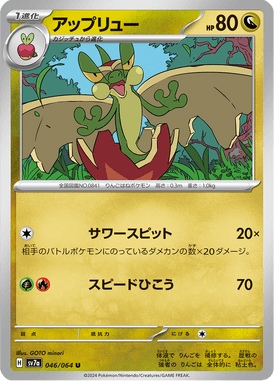 1進化
アップリュー
HP80
カジッチュから進化
全国図鑑NO.0841 りんごはねポケモン 高さ：0.3m 重さ：1.0kg
サワースピット 20×
相手のバトルポケモンにのっているダメカンの数×20ダメージ。
スピードひこう 70
弱点 抵抗力 にげる
illus. GOTO minori
H sv7a 046/064 U
©2024 Pokémon/Nintendo/Creatures/GAME FREAK.